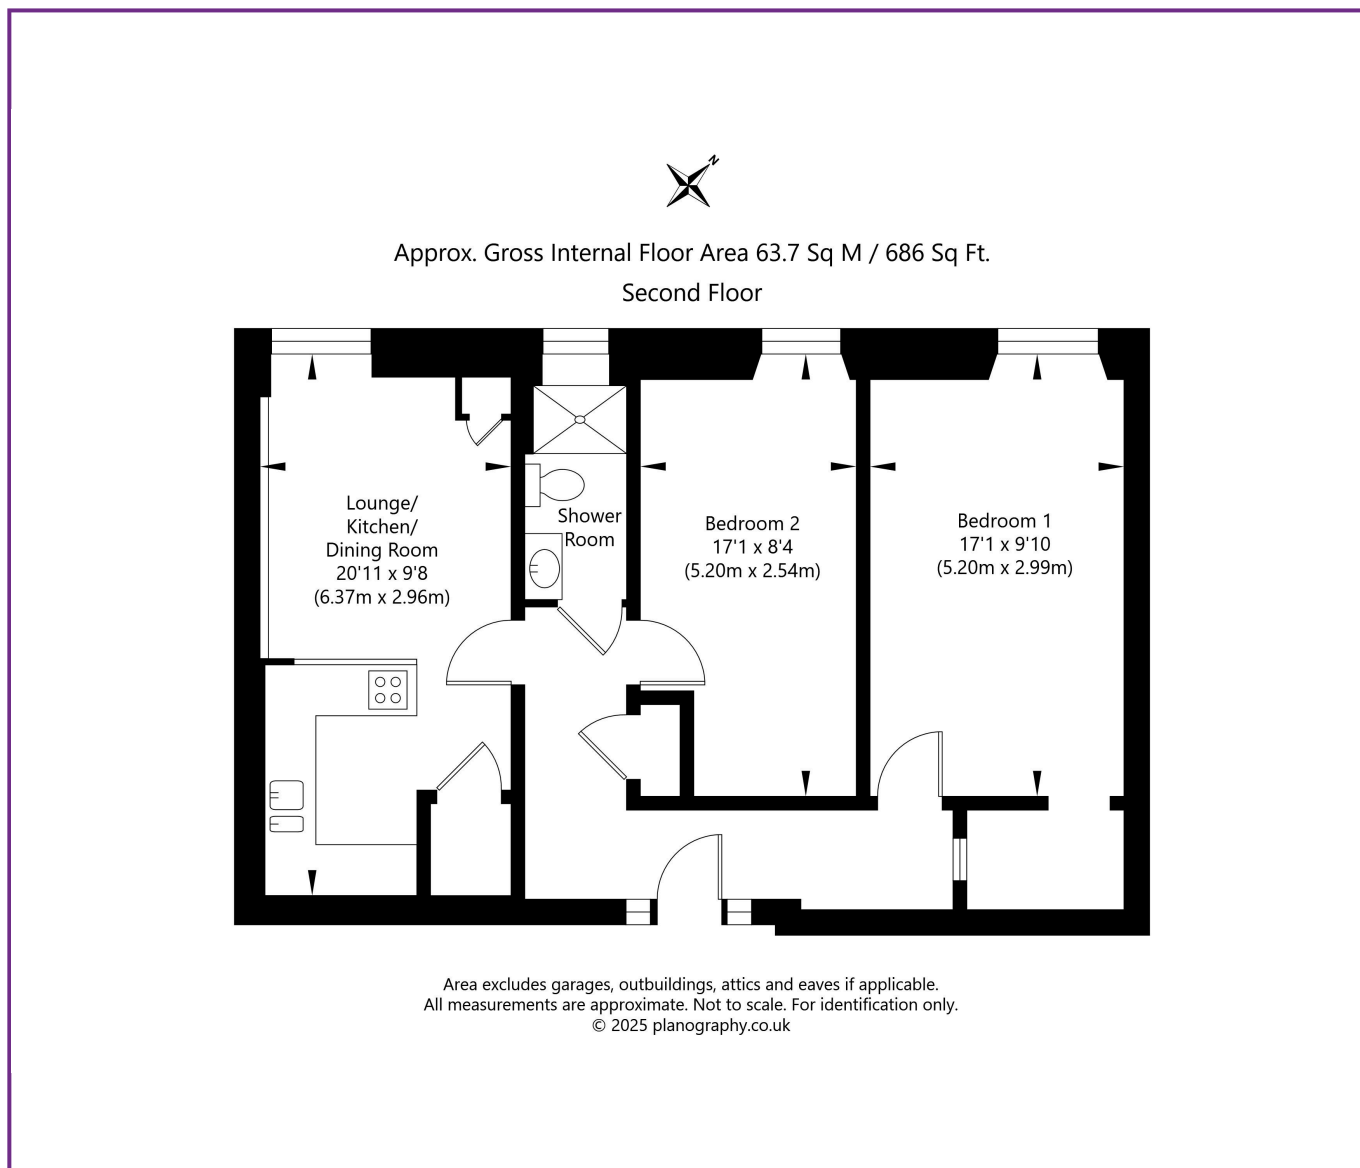 N
Approx. Gross Internal Floor Area 63.7 Sq M / 686 Sq Ft.
Second Floor
Lounge/
Kitchen/
Dining Room
20'11 x 9'8
(6.37m x 2.96m)
Shower
Room
Bedroom 2
17'1 x 8'4
(5.20m x 2.54m)
Bedroom 1
17'1 x 9'10
(5.20m x 2.99m)
Area excludes garages, outbuildings, attics and eaves if applicable.
All measurements are approximate. Not to scale. For identification only.
© 2025 planography.co.uk